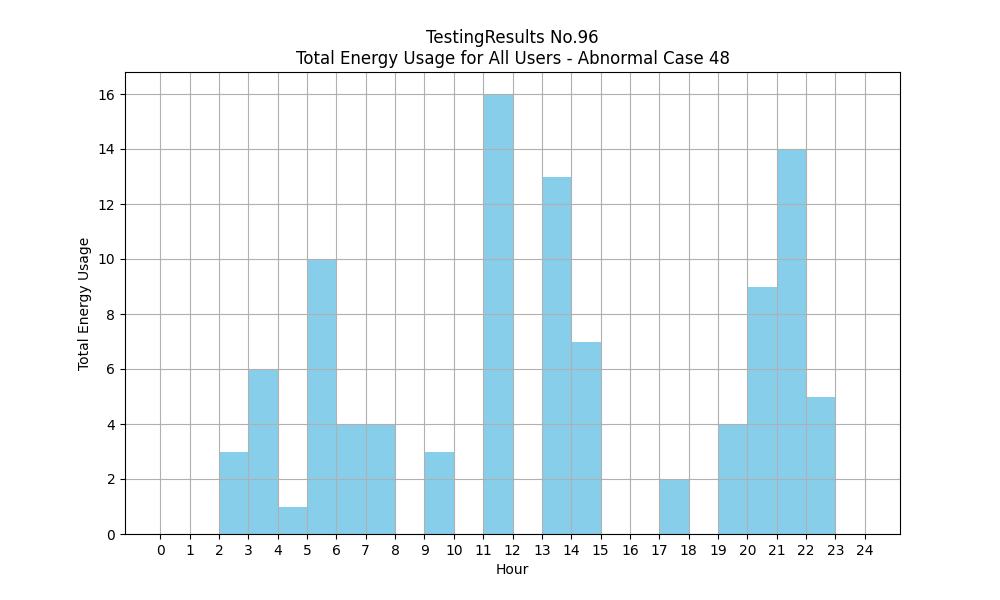 TestingResults No.96
Total Energy Usage for All Users - Abnormal Case 48
Total Energy Usage
16
14
12
10
8
6
4
2
0
0 1 2 3 4 5 6 7 8 9 10 11 12 13 14 15 16 17 18 19 20 21 22 23 24
Hour